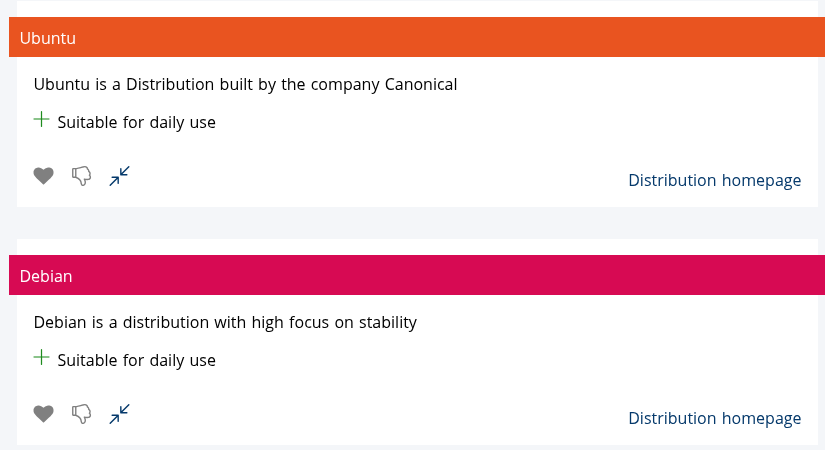 Ubuntu
Ubuntu is a Distribution built by the company Canonical
Suitable for daily use
Distribution homepage
Debian
Debian is a distribution with high focus on stability
Suitable for daily use
Distribution homepage